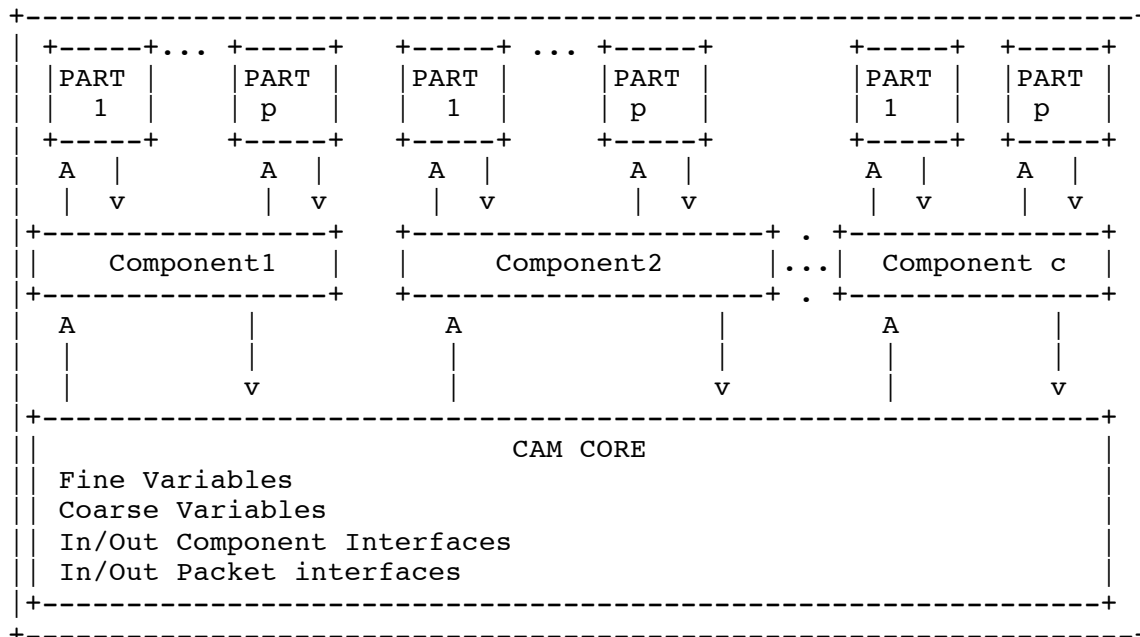 ... ...
PART PART PART PART PART PART
1 p 1 p 1 p
A A A A A A
v v v v v v
.
Component1 Component2 ... Component c
.
A A A
v v v
CAM CORE
Fine Variables
Coarse Variables
In/Out Component Interfaces
In/Out Packet interfaces